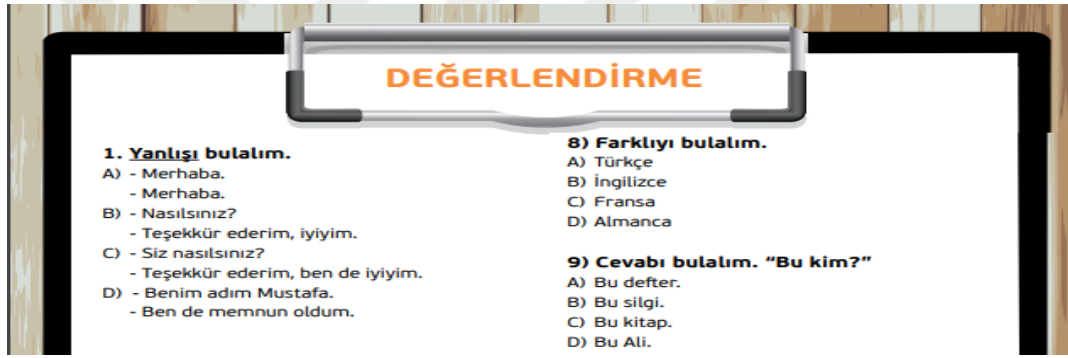 DEĞERLENDİRME
1. Yanlışı bulalım.
A) - Merhaba.
- Merhaba.
B) - Nasılsınız?
- Teşekkür ederim, iyiyim.
C) - Siz nasılsınız?
- Teşekkür ederim, ben de iyiyim.
D) - Benim adım Mustafa.
- Ben de memnun oldum.
8) Farklıyı bulalım.
A) Türkçe
B) İngilizce
C) Fransa
D) Almanca
9) Cevabı bulalım. “Bu kim?”
A) Bu defter.
B) Bu silgi.
C) Bu kitap.
D) Bu Ali.